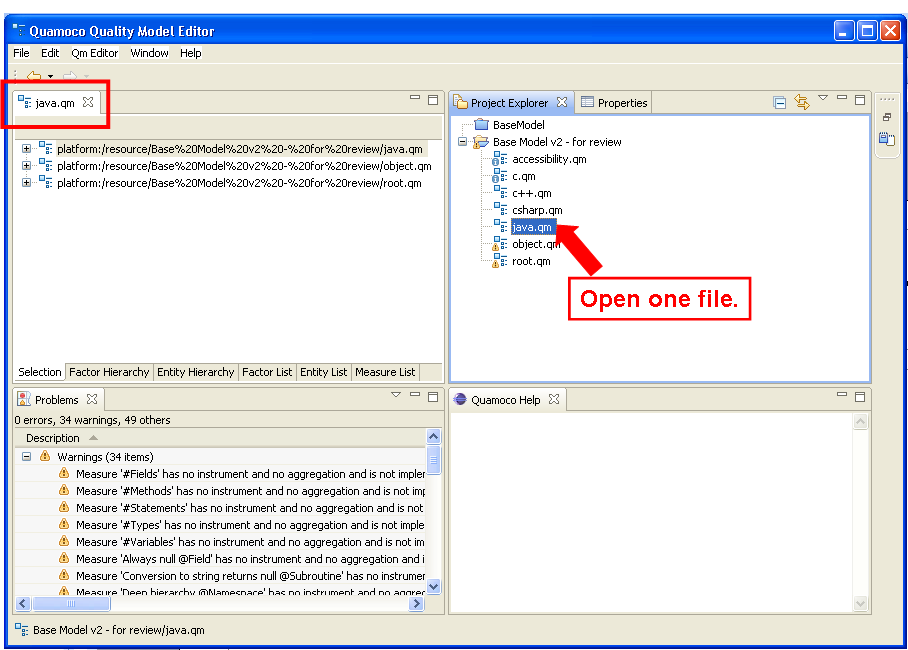 Quamoco Quality Model Editor
File Edit Qm Editor Window Help
java.qm
platform:/resource/Base%20Model%20v2%20-%20for%20review/java.qm
platform:/resource/Base%20Model%20v2%20-%20for%20review/object.qm
platform:/resource/Base%20Model%20v2%20-%20for%20review/root.qm
Selection Factor Hierarchy Entity Hierarchy Factor List Entity List Measure List
Project Explorer Properties
BaseModel
Base Model v2 - for review
accessibility.qm
c.qm
c++.qm
csharp.qm
java.qm
object.qm
root.qm
Open one file.
Problems
0 errors, 34 warnings, 49 others
Description
Warnings (34 items)
Measure '#Fields' has no instrument and no aggregation and is not impler
Measure '#Methods' has no instrument and no aggregation and is not imp
Measure '#Statements' has no instrument and no aggregation and is not
Measure '#Types' has no instrument and no aggregation and is not imple
Measure '#Variables' has no instrument and no aggregation and is not im
Measure 'Always null @Field' has no instrument and no aggregation and i
Measure 'Conversion to string returns null @Subroutine' has no instrumer
Measure 'Deep hierarchy @Namespace' has no instrument and no aggrec
Quamoco Help
Base Model v2 - for review/java.qm